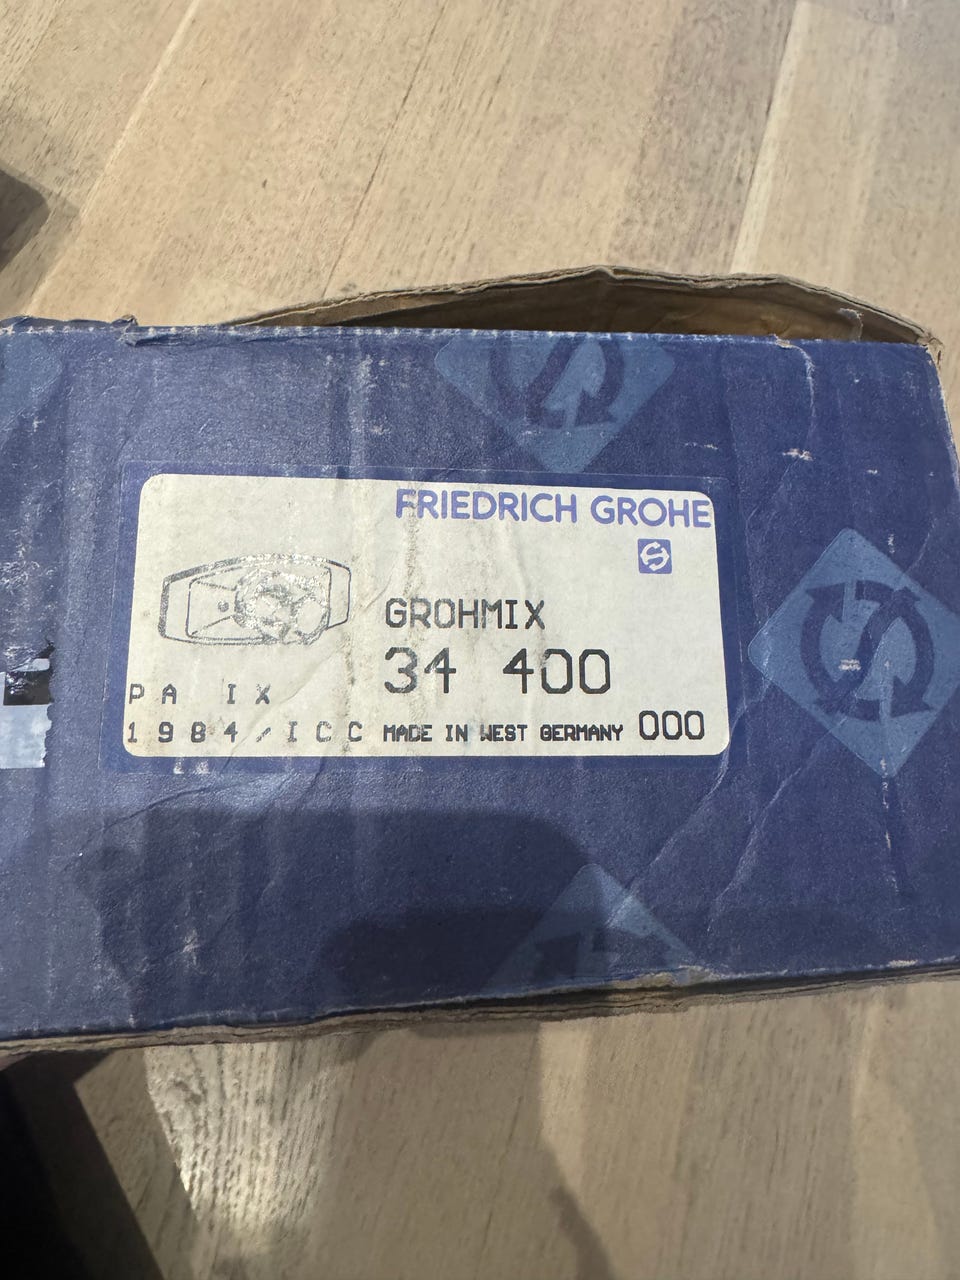 FRIEDRICH GROHE
GROHMIX
34 400
PA IX
1984/ICC MADE IN WEST GERMANY 000